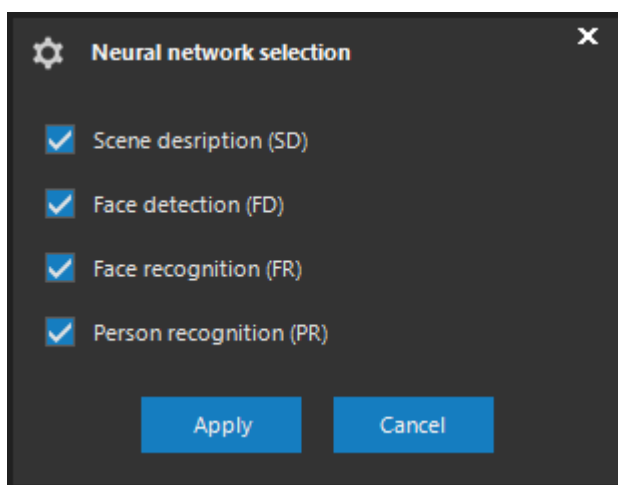 Neural network selection
Scene desription (SD)
Face detection (FD)
Face recognition (FR)
Person recognition (PR)
Apply Cancel